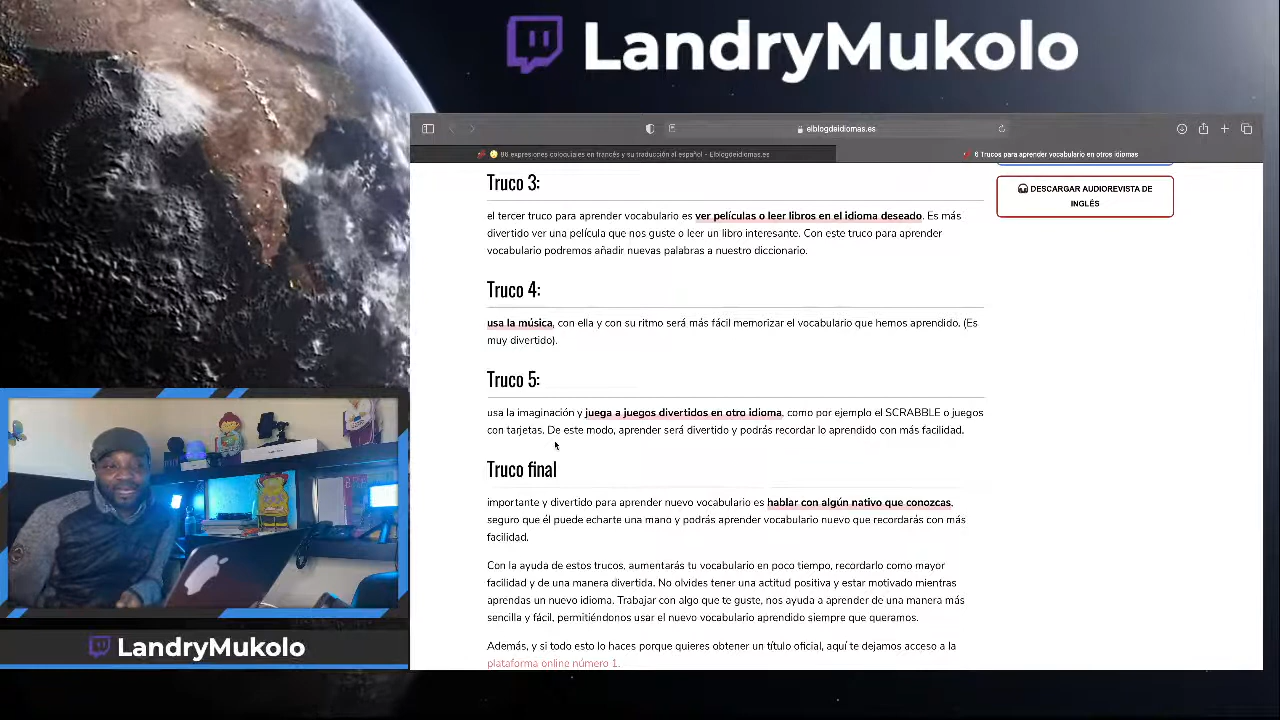 LandryMukolo
elblogdeidiomas.es
86 expresiones coloquiales en francés y su traducción al español - Elblogdeidiomas.es
6 Trucos para aprender vocabulario en otros idiomas
Truco 3:
el tercer truco para aprender vocabulario es ver películas o leer libros en el idioma deseado. Es más
divertido ver una película que nos guste o leer un libro interesante. Con este truco para aprender
vocabulario podremos añadir nuevas palabras a nuestro diccionario.
Truco 4:
usa la música, con ella y con su ritmo será más fácil memorizar el vocabulario que hemos aprendido. (Es
muy divertido).
Truco 5:
usa la imaginación y juega a juegos divertidos en otro idioma, como por ejemplo el SCRABBLE o juegos
con tarjetas. De este modo, aprender será divertido y podrás recordar lo aprendido con más facilidad.
Truco final
importante y divertido para aprender nuevo vocabulario es hablar con algún nativo que conozcas,
seguro que él puede echarte una mano y podrás aprender vocabulario nuevo que recordarás con más
facilidad.
Con la ayuda de estos trucos, aumentarás tu vocabulario en poco tiempo, recordarlo como mayor
facilidad y de una manera divertida. No olvides tener una actitud positiva y estar motivado mientras
aprendas un nuevo idioma. Trabajar con algo que te guste, nos ayuda a aprender de una manera más
sencilla y fácil, permitiéndonos usar el nuevo vocabulario aprendido siempre que queramos.
Además, y si todo esto lo haces porque quieres obtener un título oficial, aquí te dejamos acceso a la
plataforma online número 1.
DESCARGAR AUDIOREVISTA DE
INGLÉS
LandryMukolo